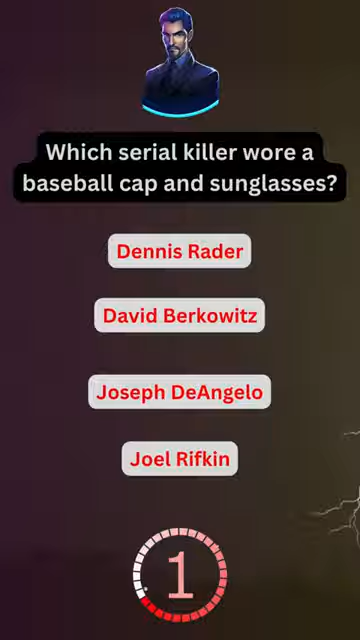 Which serial killer wore a
baseball cap and sunglasses?
Dennis Rader
David Berkowitz
Joseph DeAngelo
Joel Rifkin
1